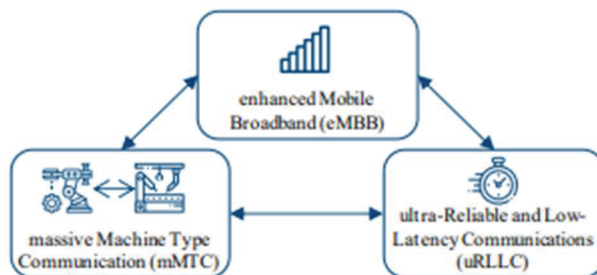 enhanced Mobile
Broadband (eMBB)
massive Machine Type
Communication (mMTC)
ultra-Reliable and Low-
Latency Communications
(uRLLC)